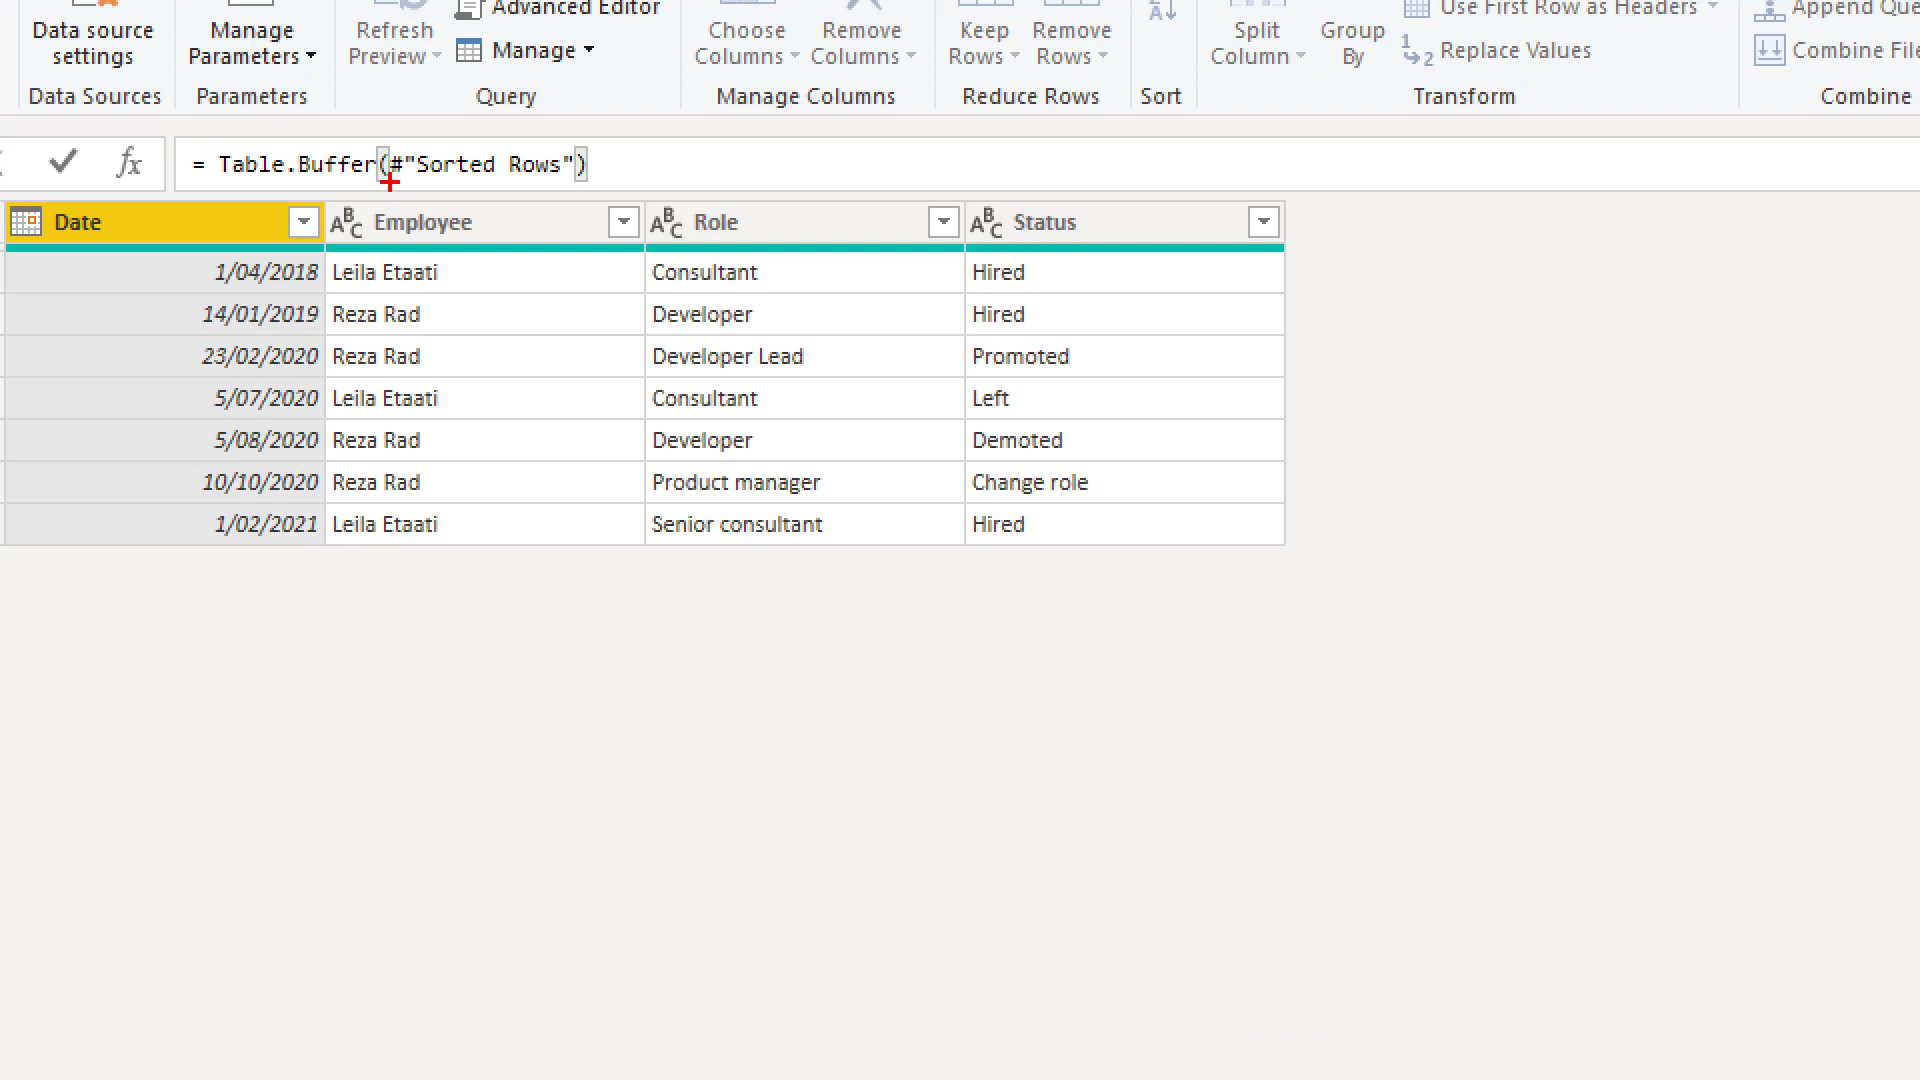 Data source settings
Manage Parameters
Refresh Preview
Advanced Editor
Manage
Choose Columns
Remove Columns
Keep Rows
Remove Rows
Split Column
Group By
Use First Row as Headers
Replace Values
Append Que
Combine File
Data Sources
Parameters
Query
Manage Columns
Reduce Rows
Sort
Transform
Combine
fx = Table.Buffer(#"Sorted Rows")
Date ABC Employee ABC Role ABC Status
1/04/2018 Leila Etaati Consultant Hired
14/01/2019 Reza Rad Developer Hired
23/02/2020 Reza Rad Developer Lead Promoted
5/07/2020 Leila Etaati Consultant Left
5/08/2020 Reza Rad Developer Demoted
10/10/2020 Reza Rad Product manager Change role
1/02/2021 Leila Etaati Senior consultant Hired